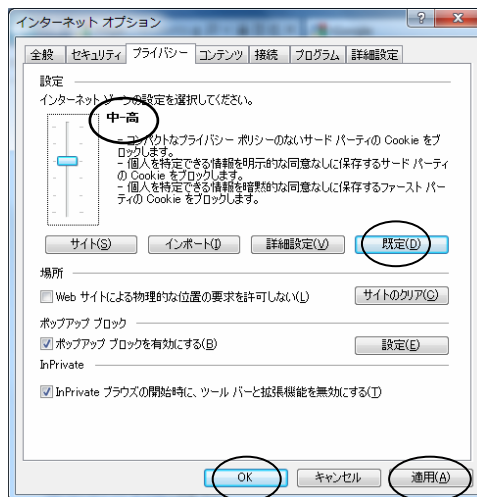 インターネット オプション
全般 セキュリティ プライバシー コンテンツ 接続 プログラム 詳細設定
設定
インターネット ゾーンの設定を選択してください。
中-高
- コンパクトなプライバシー ポリシーのないサード パーティの Cookie をブ
ロックします。
- 個人を特定できる情報を明示的な同意なしに保存するサード パーティ
の Cookie をブロックします。
- 個人を特定できる情報を暗黙的な同意なしに保存するファースト パー
ティの Cookie をブロックします。
サイト(S) インポート(I) 詳細設定(V) 既定(D)
場所
Web サイトによる物理的な位置の要求を許可しない(L) サイトのクリア(C)
ポップアップ ブロック
ポップアップ ブロックを有効にする(B) 設定(E)
InPrivate
InPrivate ブラウズの開始時に、ツール バーと拡張機能を無効にする(T)
OK キャンセル 適用(A)